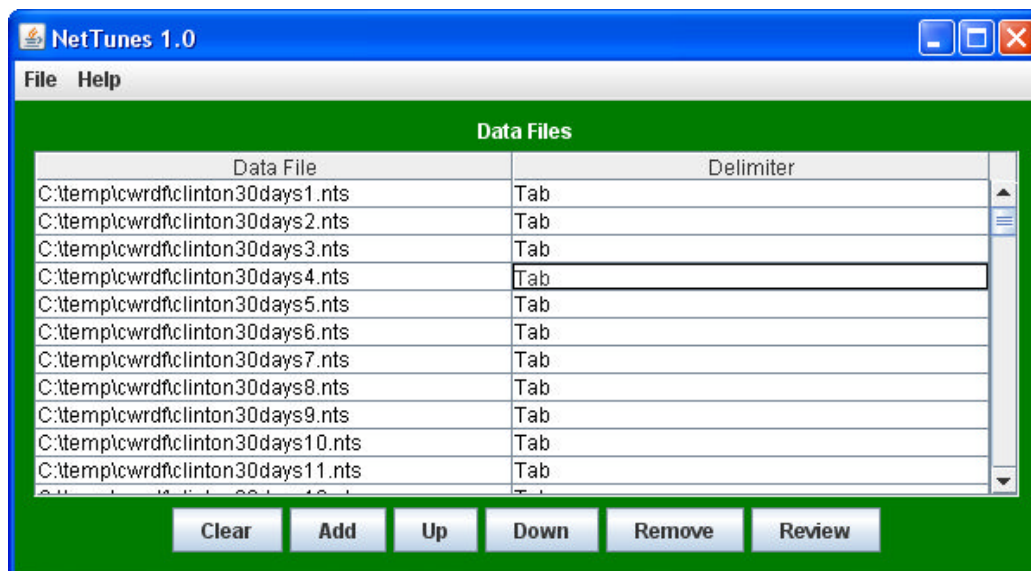 NetTunes 1.0
File Help
Data Files
Data File Delimiter
C:\temp\cwrdf\clinton30days1.nts Tab
C:\temp\cwrdf\clinton30days2.nts Tab
C:\temp\cwrdf\clinton30days3.nts Tab
C:\temp\cwrdf\clinton30days4.nts Tab
C:\temp\cwrdf\clinton30days5.nts Tab
C:\temp\cwrdf\clinton30days6.nts Tab
C:\temp\cwrdf\clinton30days7.nts Tab
C:\temp\cwrdf\clinton30days8.nts Tab
C:\temp\cwrdf\clinton30days9.nts Tab
C:\temp\cwrdf\clinton30days10.nts Tab
C:\temp\cwrdf\clinton30days11.nts Tab
Clear Add Up Down Remove Review